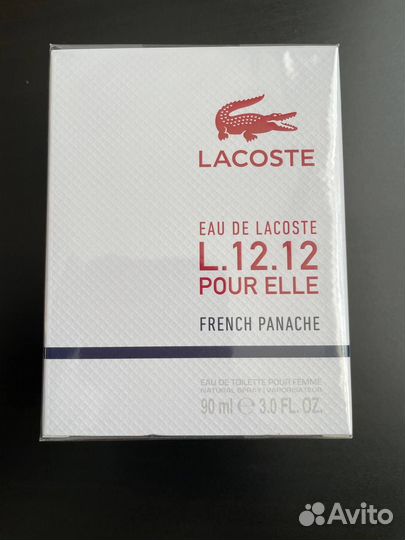 LACOSTE
EAU DE LACOSTE
L.12.12
POUR ELLE
FRENCH PANACHE
EAU DE TOILETTE POUR FEMME
NATURAL SPRAY | VAPORISATEUR
90 ml ℮ 3.0 FL. OZ.
Avito